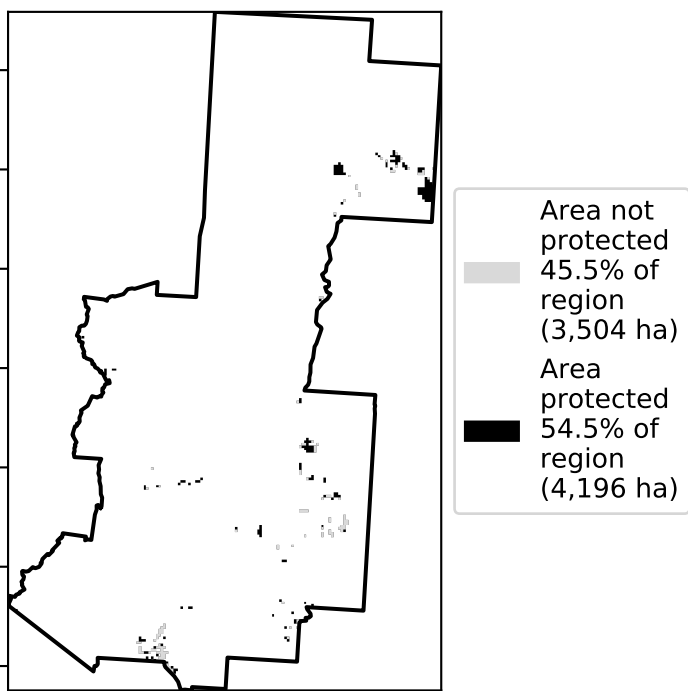 Area not
protected
45.5% of
region
(3,504 ha)
Area
protected
54.5% of
region
(4,196 ha)